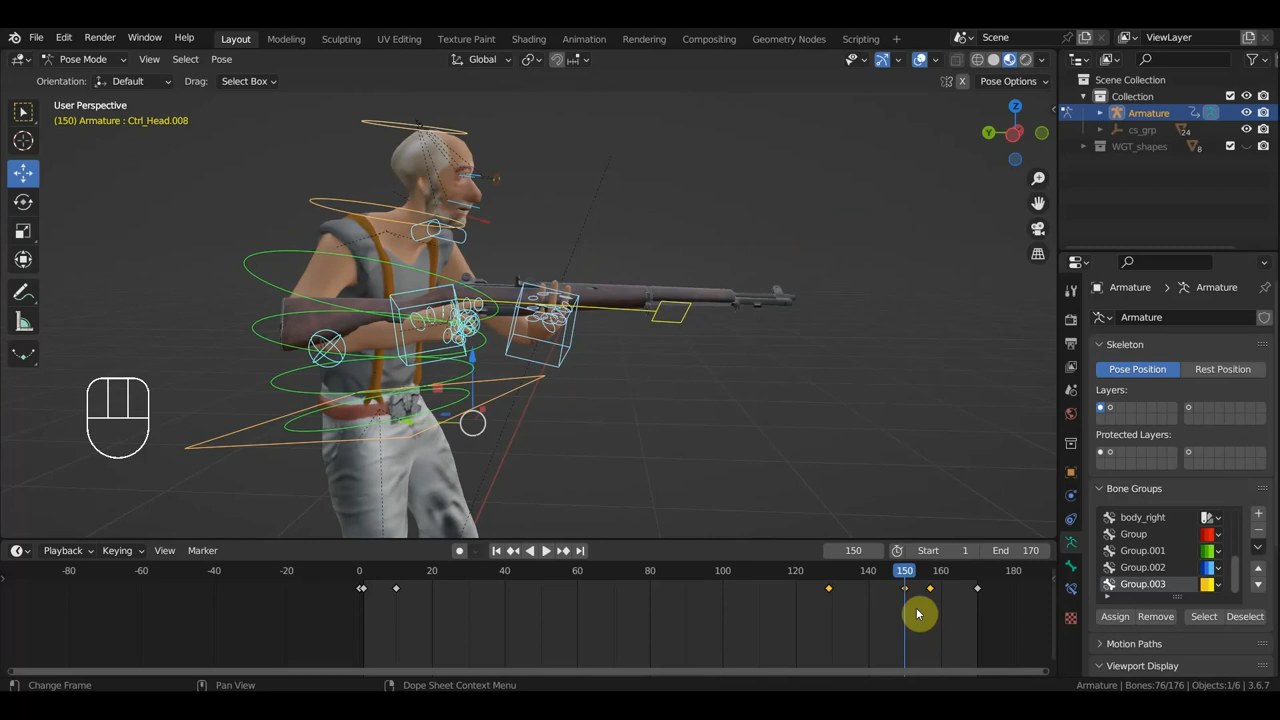 File Edit Render Window Help Layout Modeling Sculpting UV Editing Texture Paint Shading Animation Rendering Compositing Geometry Nodes Scripting + Scene ViewLayer
Pose Mode View Select Pose Global
Orientation: Default Drag: Select Box X Pose Options
User Perspective
(150) Armature : Ctrl_Head.008
Z
Y
Scene Collection
Collection
Armature
cs_grp 24
WGT_shapes 8
Armature > Armature
Armature
Skeleton
Pose Position Rest Position
Layers:
Protected Layers:
Bone Groups
body_right
Group
Group.001
Group.002
Group.003
Assign Remove Select Deselect
Motion Paths
Viewport Display
Playback Keying View Marker 150 Start 1 End 170
-80 -60 -40 -20 0 20 40 60 80 100 120 140 150 160 180
Change Frame Pan View Dope Sheet Context Menu Armature | Bones:76/176 | Objects:1/6 | 3.6.7